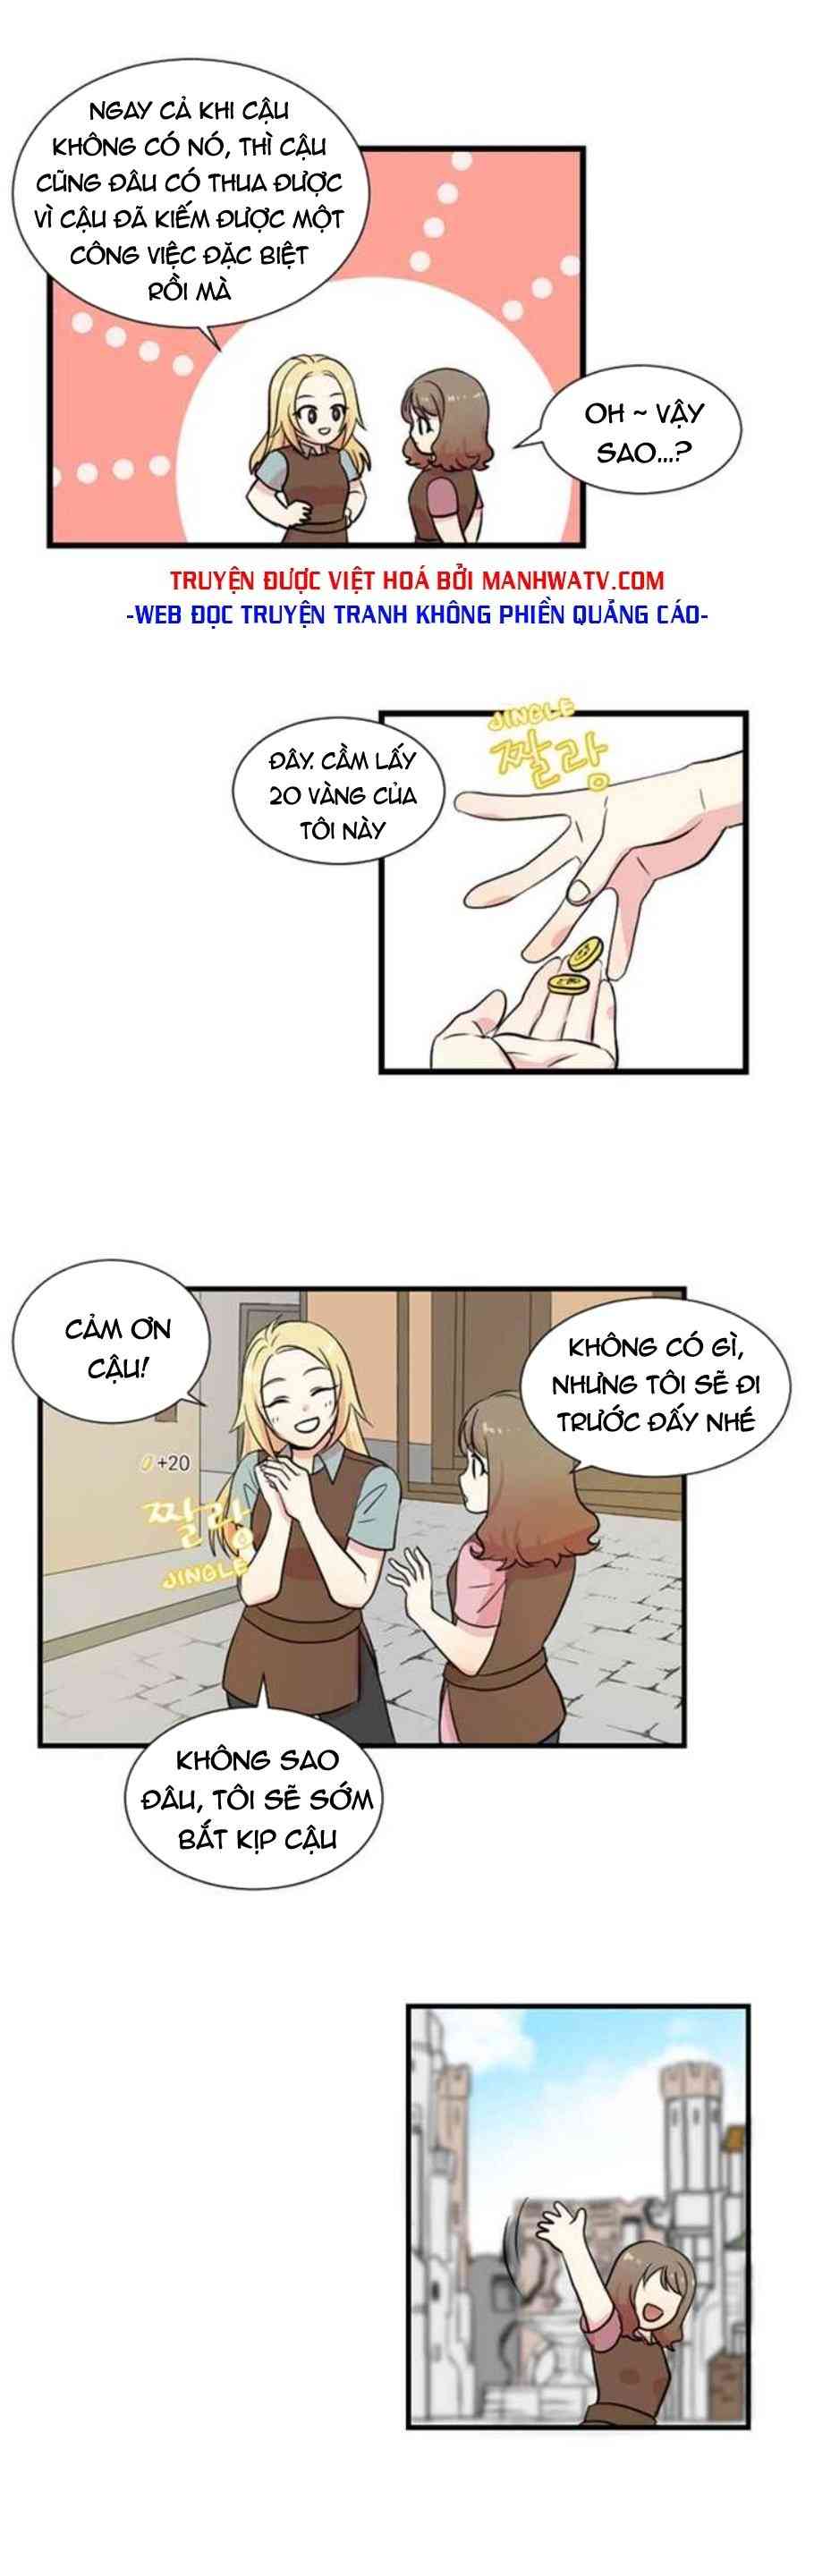 NGAY CẢ KHI CẬU
KHÔNG CÓ NÓ, THÌ CẬU
CŨNG ĐÂU CÓ THUA ĐƯỢC
VÌ CẬU ĐÃ KIẾM ĐƯỢC MỘT
CÔNG VIỆC ĐẶC BIỆT
RỒI MÀ
OH ~ VẬY
SAO...?
TRUYỆN ĐƯỢC VIỆT HOÁ BỞI MANHWATV.COM
-WEB ĐỌC TRUYỆN TRANH KHÔNG PHIỀN QUẢNG CÁO-
JINGLE
짤랑
ĐÂY. CẦM LẤY
20 VÀNG CỦA
TÔI NÀY
CẢM ƠN
CẬU!
KHÔNG CÓ GÌ,
NHƯNG TÔI SẼ ĐI
TRƯỚC ĐẤY NHÉ
+20
짤랑
JINGLE
KHÔNG SAO
ĐÂU, TÔI SẼ SỚM
BẮT KỊP CẬU